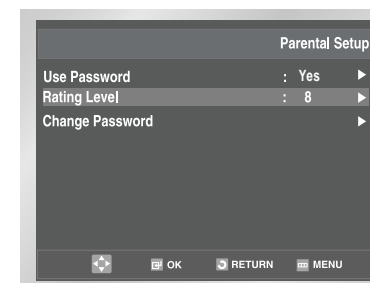 Parental Setup
Use Password : Yes ►
Rating Level : 8 ►
Change Password ►
OK RETURN MENU